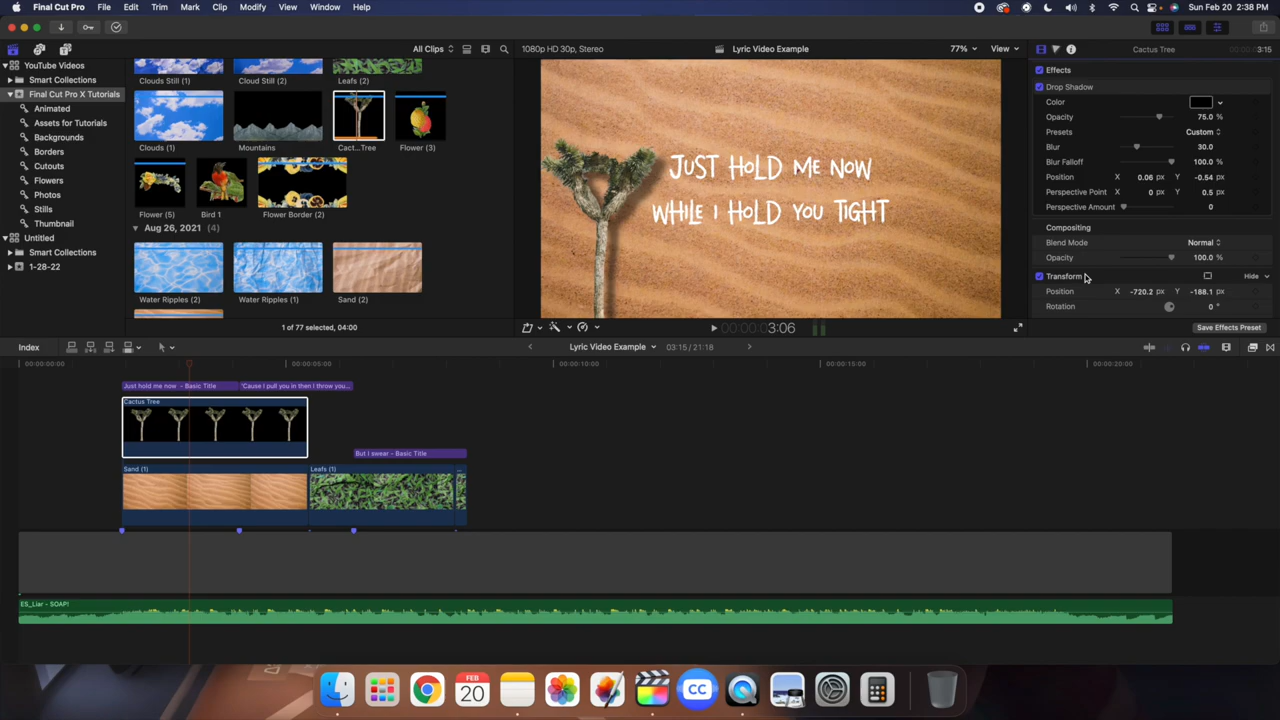 Final Cut Pro File Edit Trim Mark Clip Modify View Window Help Sun Feb 20 2:38 PM
All Clips 1080p HD 30p, Stereo Lyric Video Example 77% View Cactus Tree 3:15
YouTube Videos
Smart Collections
Final Cut Pro X Tutorials
Animated
Assets for Tutorials
Backgrounds
Borders
Cutouts
Flowers
Photos
Stills
Thumbnail
Untitled
Smart Collections
1-28-22
Clouds Still (1) Cloud Still (2) Leafs (2)
Clouds (1) Mountains Cact...Tree Flower (3)
Flower (5) Bird 1 Flower Border (2)
Aug 26, 2021 (4)
Water Ripples (2) Water Ripples (1) Sand (2)
1 of 77 selected, 04:00
JUST HOLD ME NOW
WHILE I HOLD YOU TIGHT
00:00:00 3:06
Effects
Drop Shadow
Color
Opacity 75.0 %
Presets Custom
Blur 30.0
Blur Falloff 100.0 %
Position X 0.06 px Y -0.54 px
Perspective Point X 0 px Y 0.5 px
Perspective Amount 0
Compositing
Blend Mode Normal
Opacity 100.0 %
Transform Hide
Position X -720.2 px Y -188.1 px
Rotation 0 °
Save Effects Preset
Index Lyric Video Example 03:15 / 21:18
00:00:00:00 00:00:05:00 00:00:10:00 00:00:15:00 00:00:20:00
Just hold me now - Basic Title "Cause I pull you in then I throw you...
Cactus Tree
But I swear - Basic Title
Sand (1) Leafs (1) ...
ES_Liar - SOAP!
FEB
20
CC